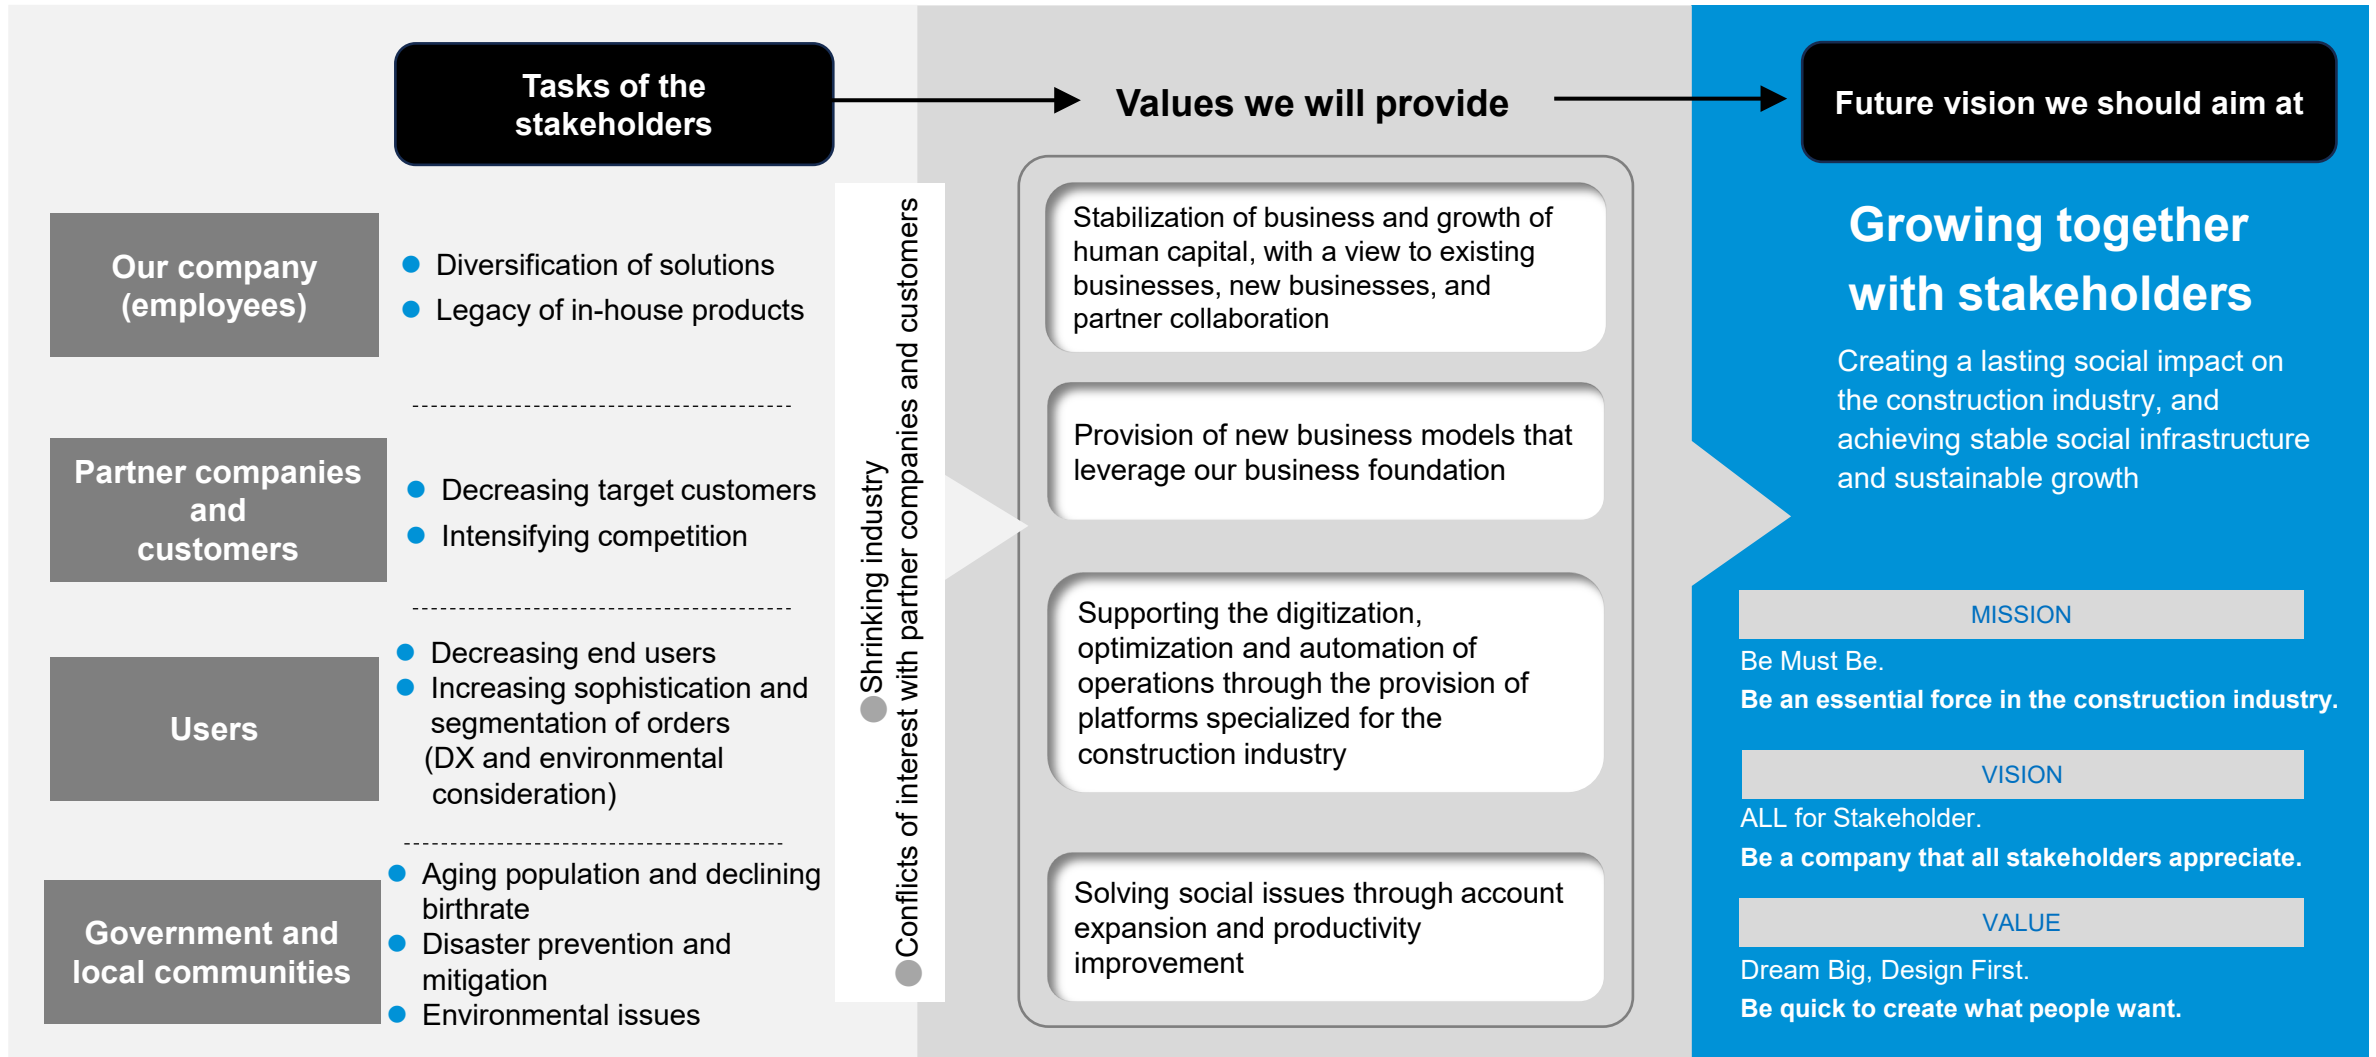 Tasks of the
stakeholders
Values we will provide
Future vision we should aim at
Our company
(employees)
Diversification of solutions
Legacy of in-house products
Partner companies
and
customers
Decreasing target customers
Intensifying competition
Users
Decreasing end users
Increasing sophistication and
segmentation of orders
(DX and environmental
consideration)
Government and
local communities
Aging population and declining
birthrate
Disaster prevention and
mitigation
Environmental issues
Shrinking industry
Conflicts of interest with partner companies and customers
Stabilization of business and growth of
human capital, with a view to existing
businesses, new businesses, and
partner collaboration
Provision of new business models that
leverage our business foundation
Supporting the digitization,
optimization and automation of
operations through the provision of
platforms specialized for the
construction industry
Solving social issues through account
expansion and productivity
improvement
Growing together
with stakeholders
Creating a lasting social impact on
the construction industry, and
achieving stable social infrastructure
and sustainable growth
MISSION
Be Must Be.
Be an essential force in the construction industry.
VISION
ALL for Stakeholder.
Be a company that all stakeholders appreciate.
VALUE
Dream Big, Design First.
Be quick to create what people want.